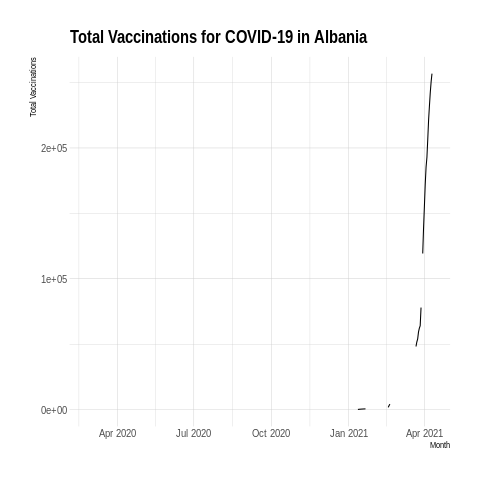 Total Vaccinations for COVID-19 in Albania
Total Vaccinations
2e+05
1e+05
0e+00
Apr 2020
Jul 2020
Oct 2020
Jan 2021
Apr 2021
Month